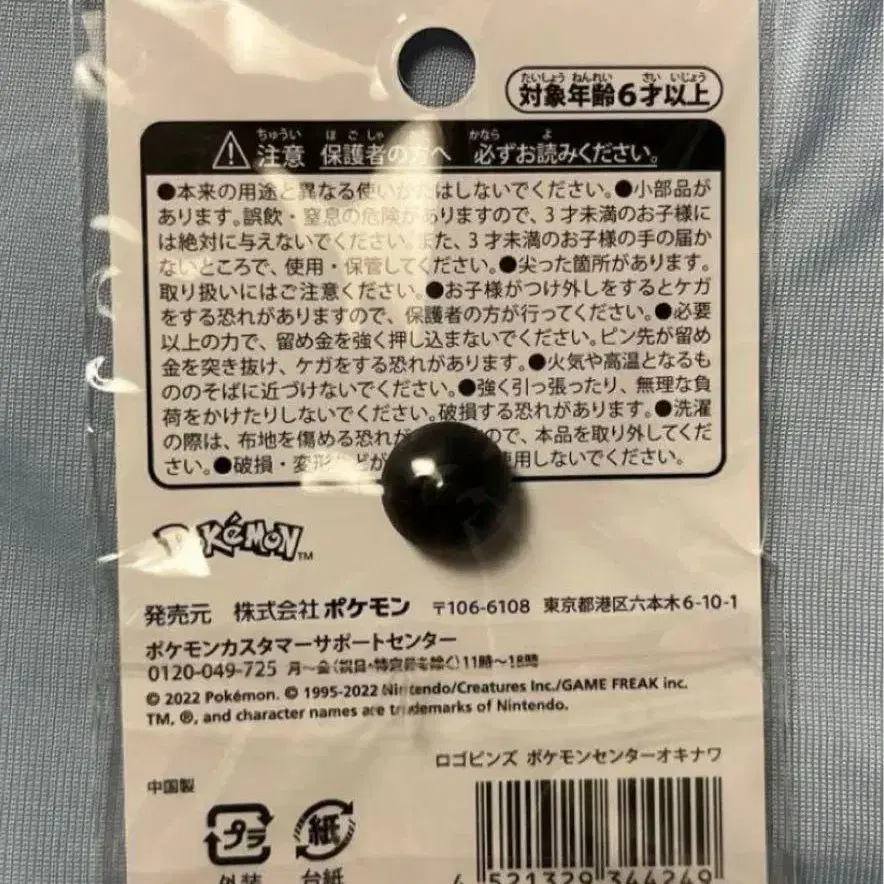 たいしょう ねんれい さい いじょう
対象年齢6才以上
ちゅうい ほごしゃ かなら よ
注意 保護者の方へ 必ずお読みください。
●本来の用途と異なる使いかたはしないでください。●小部品が
あります。誤飲・窒息の危険がありますので、3才未満のお子様に
は絶対に与えないでください。また、3才未満のお子様の手の届か
ないところで、使用・保管してください。●尖った箇所があります。
取り扱いにはご注意ください。●お子様がつけ外しをするとケガ
をする恐れがありますので、保護者の方が行ってください。●必要
以上の力で、留め金を強く押し込まないでください。ピン先が留め
金を突き抜け、ケガをする恐れがあります。●火気や高温となるも
ののそばに近づけないでください。●強く引っ張ったり、無理な負
荷をかけたりしないでください。破損する恐れがあります。●洗濯
の際は、布地を傷める恐れが ので、本品を取り外してくだ
さい。●破損・変形 使用しないでください。
Pokémon™
発売元 株式会社ポケモン 〒106-6108 東京都港区六本木6-10-1
ポケモンカスタマーサポートセンター
0120-049-725 月〜金(祝日・特定日を除く)11時〜18時
© 2022 Pokémon. © 1995-2022 Nintendo/Creatures Inc./GAME FREAK inc.
TM, ®, and character names are trademarks of Nintendo.
ロゴピンズ ポケモンセンターオキナワ
中国製
プラ 紙
外装 台紙
4 521329 344249